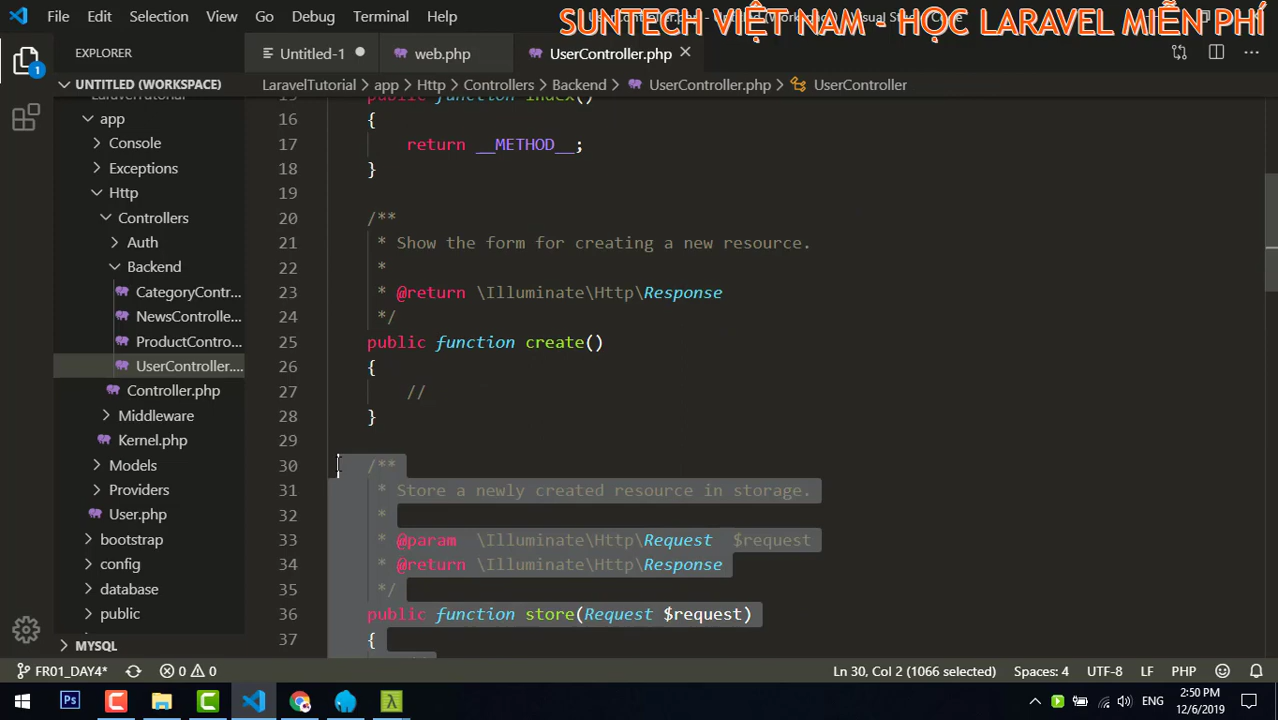 File Edit Selection View Go Debug Terminal Help
SUNTECH VIỆT NAM - HỌC LARAVEL MIỄN PHÍ
EXPLORER
Untitled-1
web.php
UserController.php
1
UNTITLED (WORKSPACE)
LaravelTutorial
app
Http
Controllers
Backend
UserController.php
UserController
LaravelTutorial
app
Console
Exceptions
Http
Controllers
Auth
Backend
CategoryContr...
NewsControlle...
ProductContro...
UserController....
Controller.php
Middleware
Kernel.php
Models
Providers
User.php
bootstrap
config
database
public
MYSQL
15 public function index()
16 {
17 return __METHOD__;
18 }
19
20 /**
21 * Show the form for creating a new resource.
22 *
23 * @return \Illuminate\Http\Response
24 */
25 public function create()
26 {
27 //
28 }
29
30 /**
31 * Store a newly created resource in storage.
32 *
33 * @param \Illuminate\Http\Request $request
34 * @return \Illuminate\Http\Response
35 */
36 public function store(Request $request)
37 {
FR01_DAY4*
0
0
Ln 30, Col 2 (1066 selected)
Spaces: 4
UTF-8
LF
PHP
Ps
ENG
2:50 PM
12/6/2019